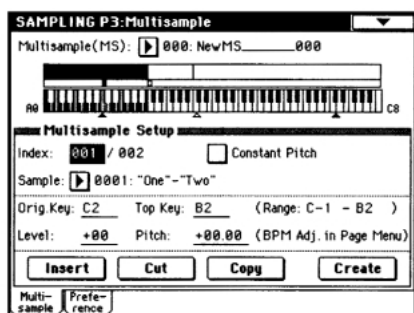 SAMPLING P3:Multisample
Multisample(MS): 000: NewMS_______000
A0 C8
Multisample Setup
Index: 001 / 002 Constant Pitch
Sample: 0001: "One"-"Two"
Orig.Key: C2 Top Key: B2 (Range: C-1 - B2 )
Level: +00 Pitch: +00.00 (BPM Adj. in Page Menu)
Insert Cut Copy Create
Multi- Prefe-
sample rence